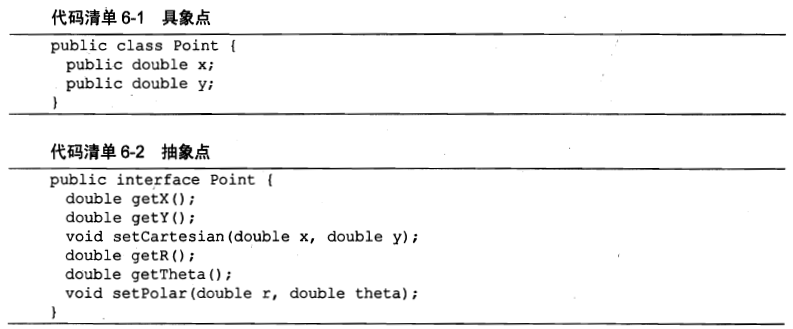 代码清单 6-1 具象点
public class Point {
  public double x;
  public double y;
}
代码清单 6-2 抽象点
public interface Point {
  double getX();
  double getY();
  void setCartesian(double x, double y);
  double getR();
  double getTheta();
  void setPolar(double r, double theta);
}